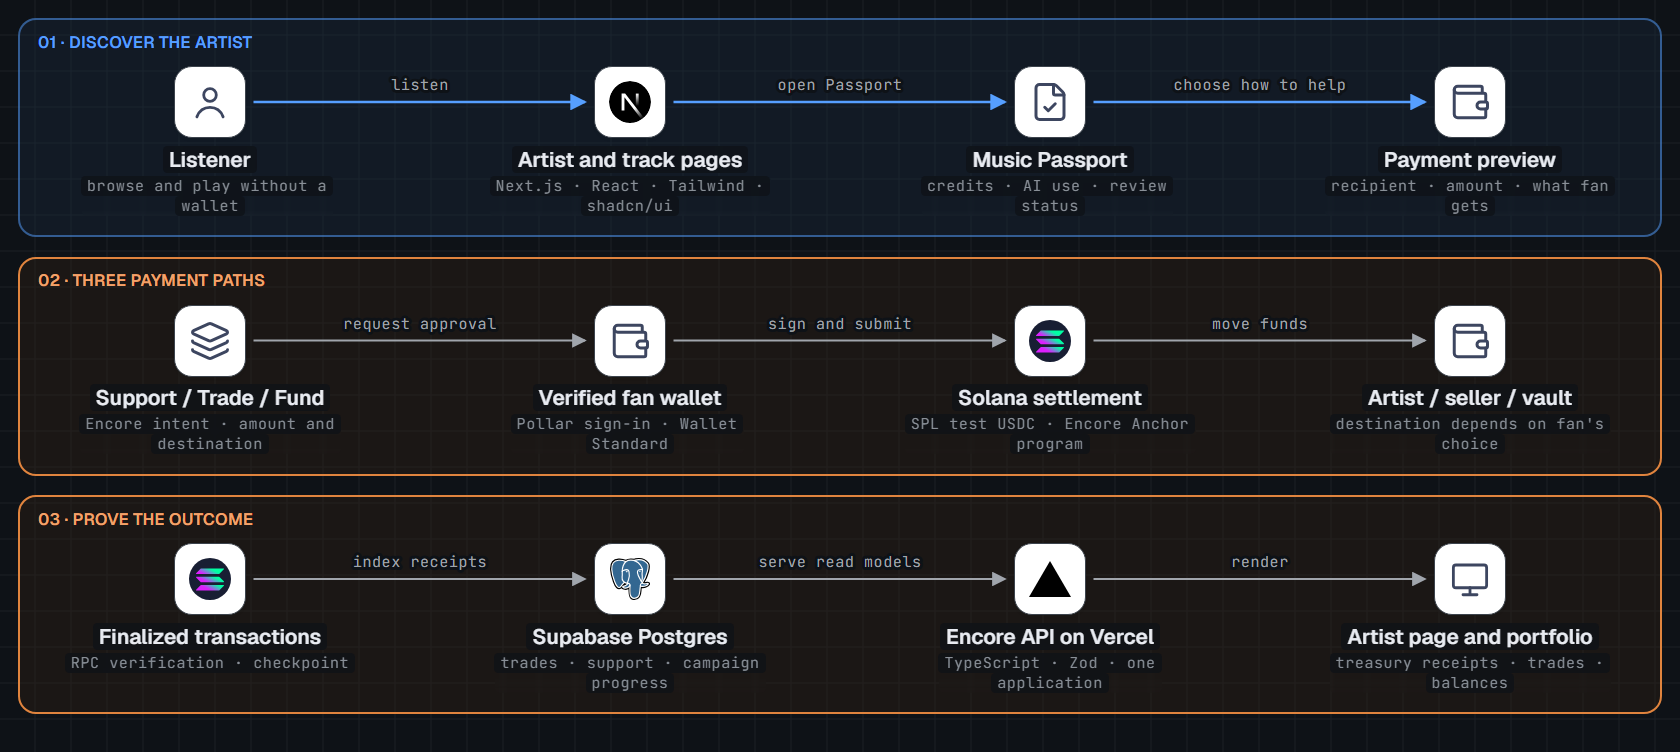 01 · DISCOVER THE ARTIST
listen
open Passport
choose how to help
Listener
browse and play without a
wallet
Artist and track pages
Next.js · React · Tailwind ·
shadcn/ui
Music Passport
credits · AI use · review
status
Payment preview
recipient · amount · what fan
gets
02 · THREE PAYMENT PATHS
request approval
sign and submit
move funds
Support / Trade / Fund
Encore intent · amount and
destination
Verified fan wallet
Pollar sign-in · Wallet
Standard
Solana settlement
SPL test USDC · Encore Anchor
program
Artist / seller / vault
destination depends on fan's
choice
03 · PROVE THE OUTCOME
index receipts
serve read models
render
Finalized transactions
RPC verification · checkpoint
Supabase Postgres
trades · support · campaign
progress
Encore API on Vercel
TypeScript · Zod · one
application
Artist page and portfolio
treasury receipts · trades ·
balances